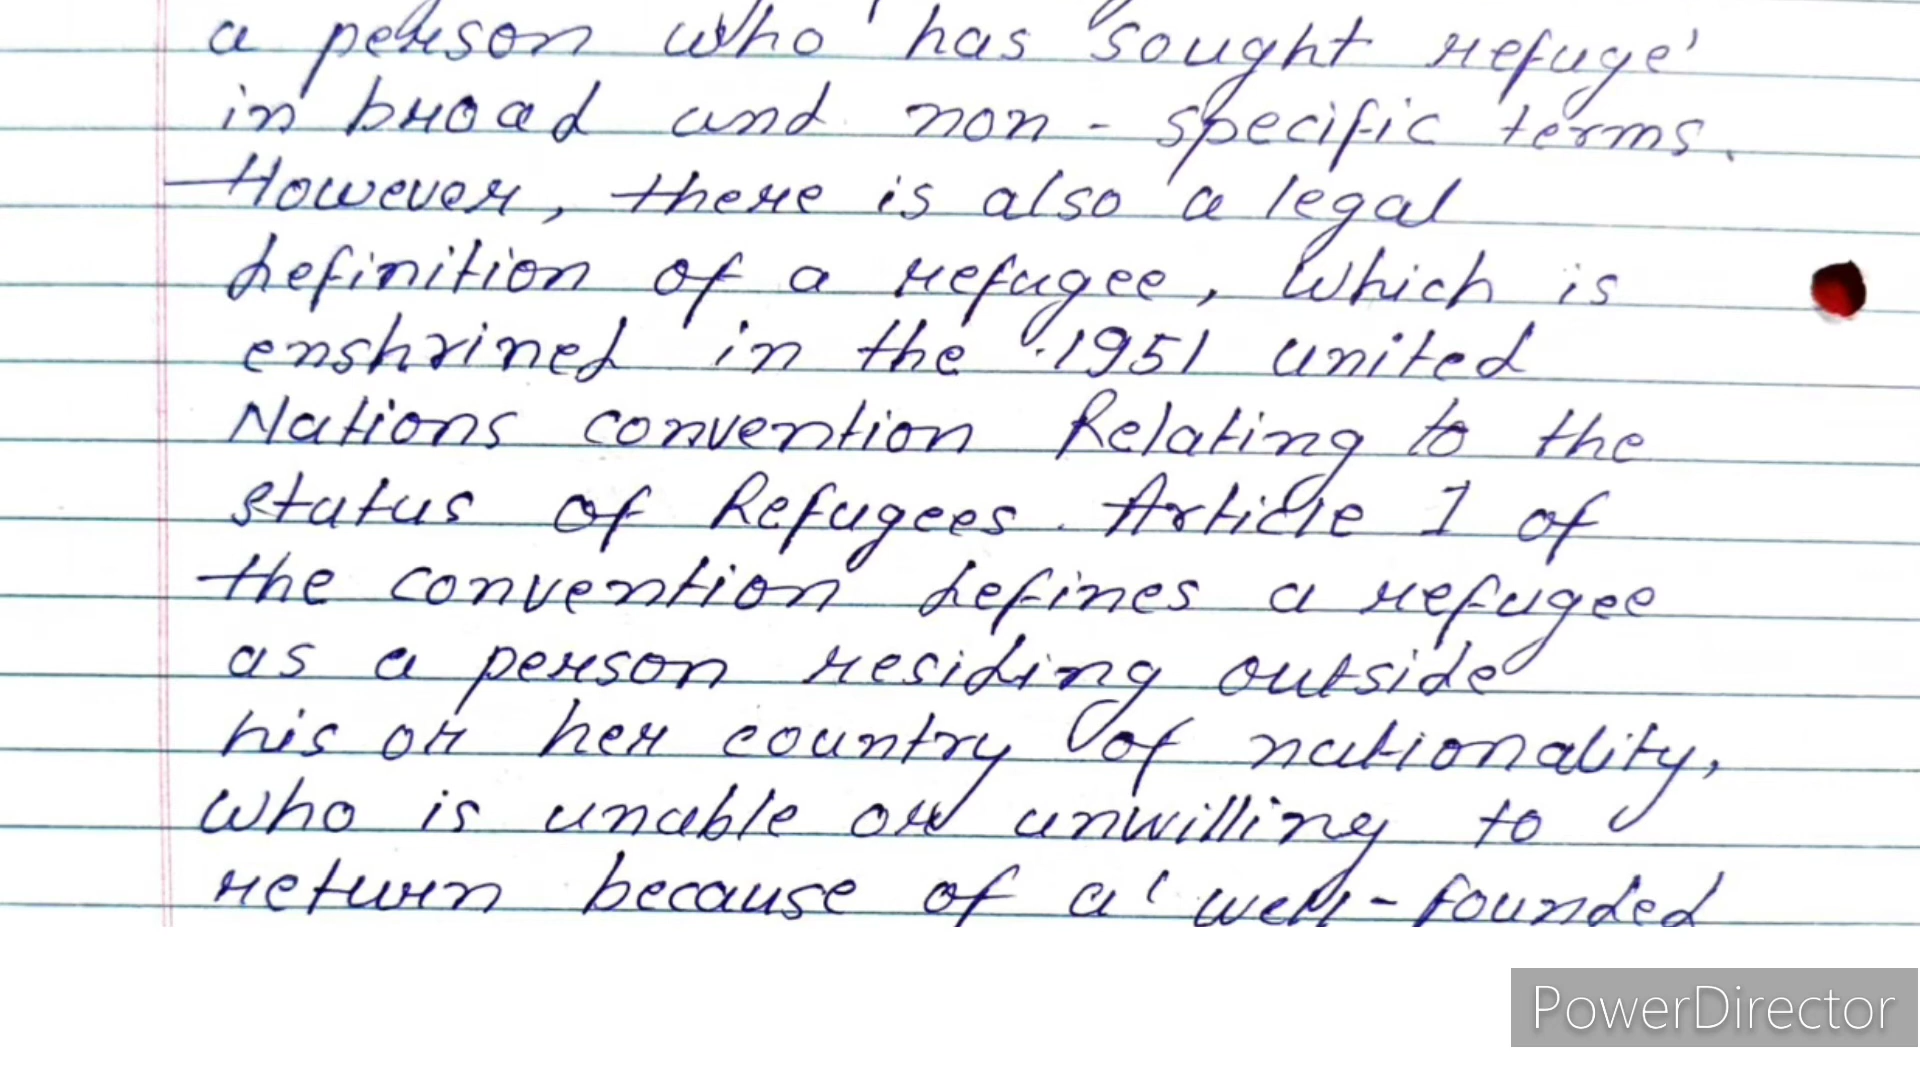 a person who has sought refuge'
in broad and non - specific terms.
However, there is also a legal
definition of a refugee, which is
enshrined in the 1951 united
Nations convention Relating to the
status of Refugees. Article 1 of
the convention defines a refugee
as a person residing outside
his or her country of nationality,
who is unable or unwilling to
return because of a 'well-founded
PowerDirector